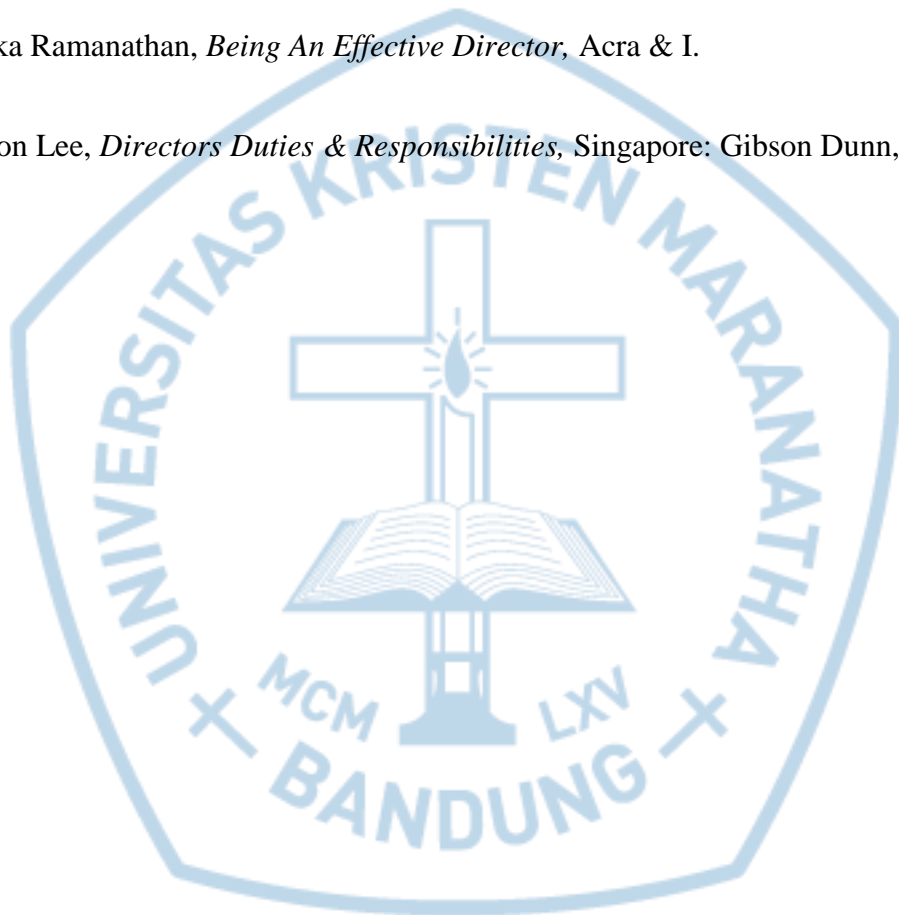 ka Ramanathan, Being An Effective Director, Acra & I.
on Lee, Directors Duties & Responsibilities, Singapore: Gibson Dunn,
UNIVERSITAS KRISTEN MARANATHA
MCM LXV
BANDUNG